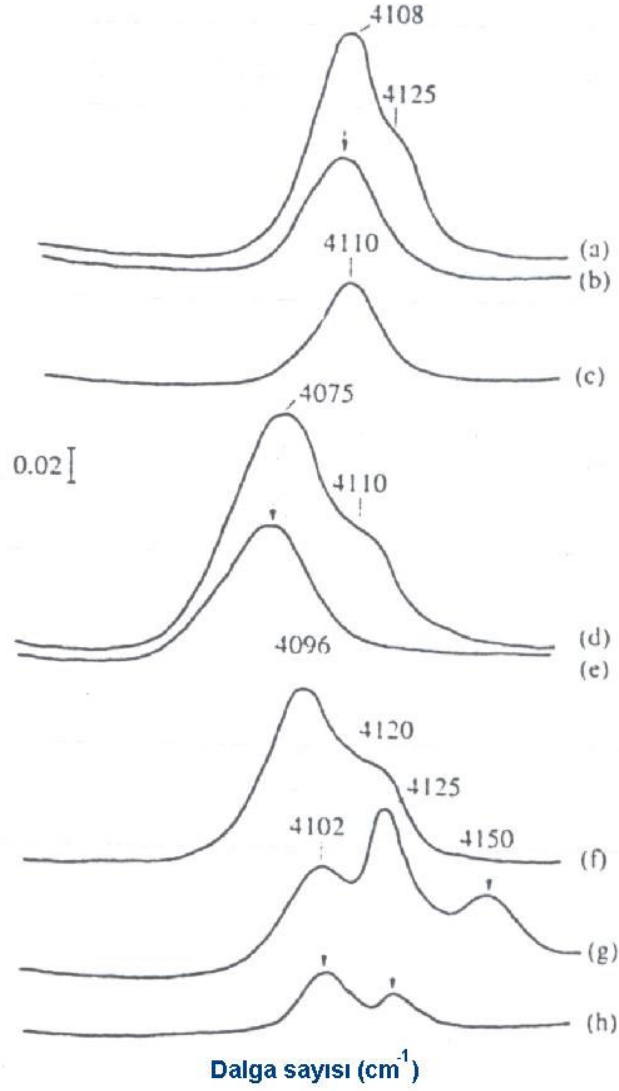 4108
4125
4110
(a)
(b)
(c)
4075
0.02
4110
(d)
4096
(e)
4120
4125
4102
4150
(f)
(g)
(h)
Dalga sayısı (cm-1)